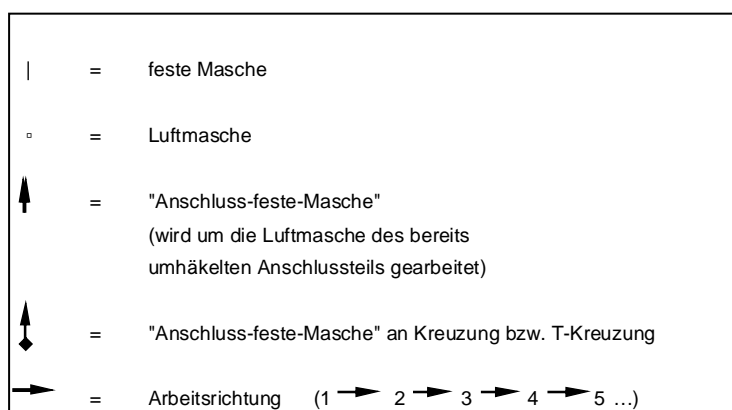 | = feste Masche
▫ = Luftmasche
= "Anschluss-feste-Masche"
(wird um die Luftmasche des bereits
umhäkelten Anschlussteils gearbeitet)
= "Anschluss-feste-Masche" an Kreuzung bzw. T-Kreuzung
= Arbeitsrichtung (1 → 2 → 3 → 4 → 5 ...)